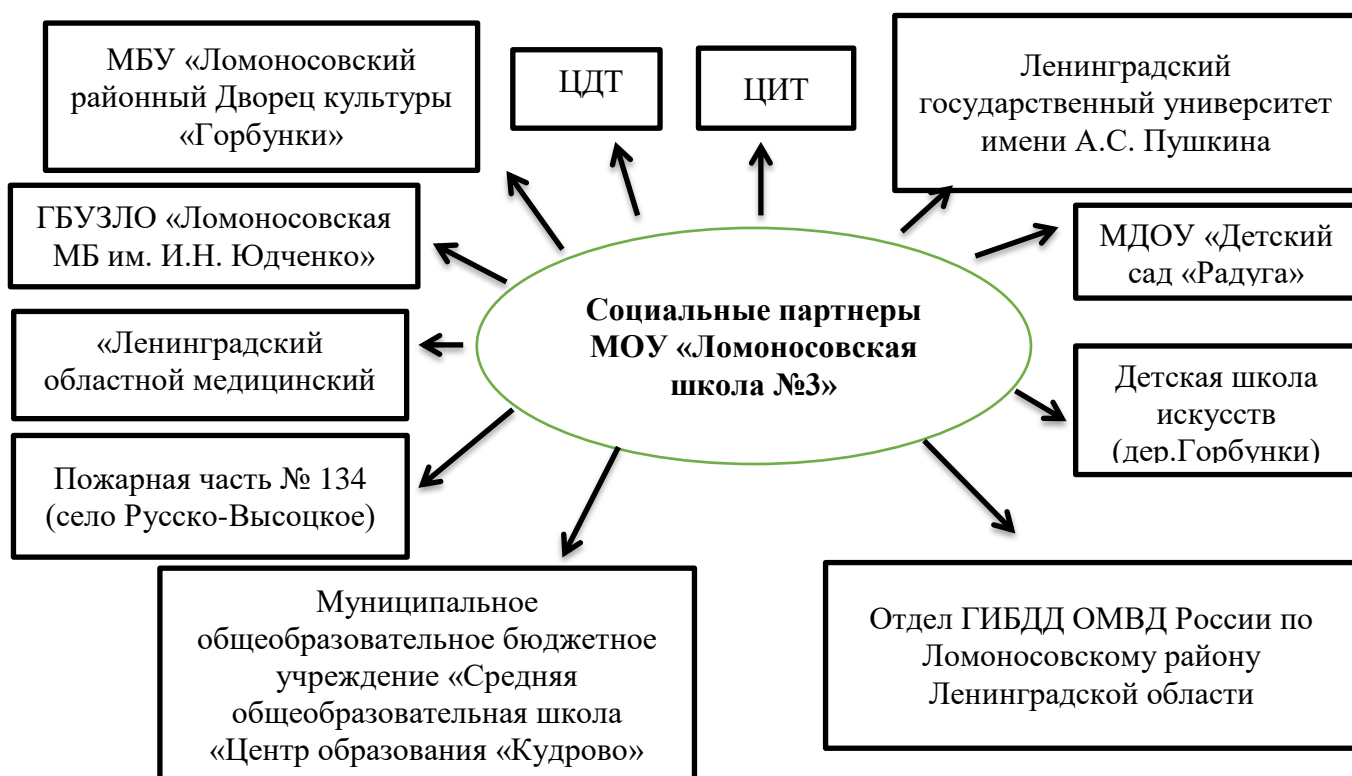 МБУ «Ломоносовский
районный Дворец культуры
«Горбунки»
ЦДТ
ЦИТ
Ленинградский
государственный университет
имени А.С. Пушкина
ГБУЗЛО «Ломоносовская
МБ им. И.Н. Юдченко»
МДОУ «Детский
сад «Радуга»
Социальные партнеры
МОУ «Ломоносовская
школа №3»
«Ленинградский
областной медицинский
Детская школа
искусств
(дер.Горбунки)
Пожарная часть № 134
(село Русско-Высоцкое)
Муниципальное
общеобразовательное бюджетное
учреждение «Средняя
общеобразовательная школа
«Центр образования «Кудрово»
Отдел ГИБДД ОМВД России по
Ломоносовскому району
Ленинградской области